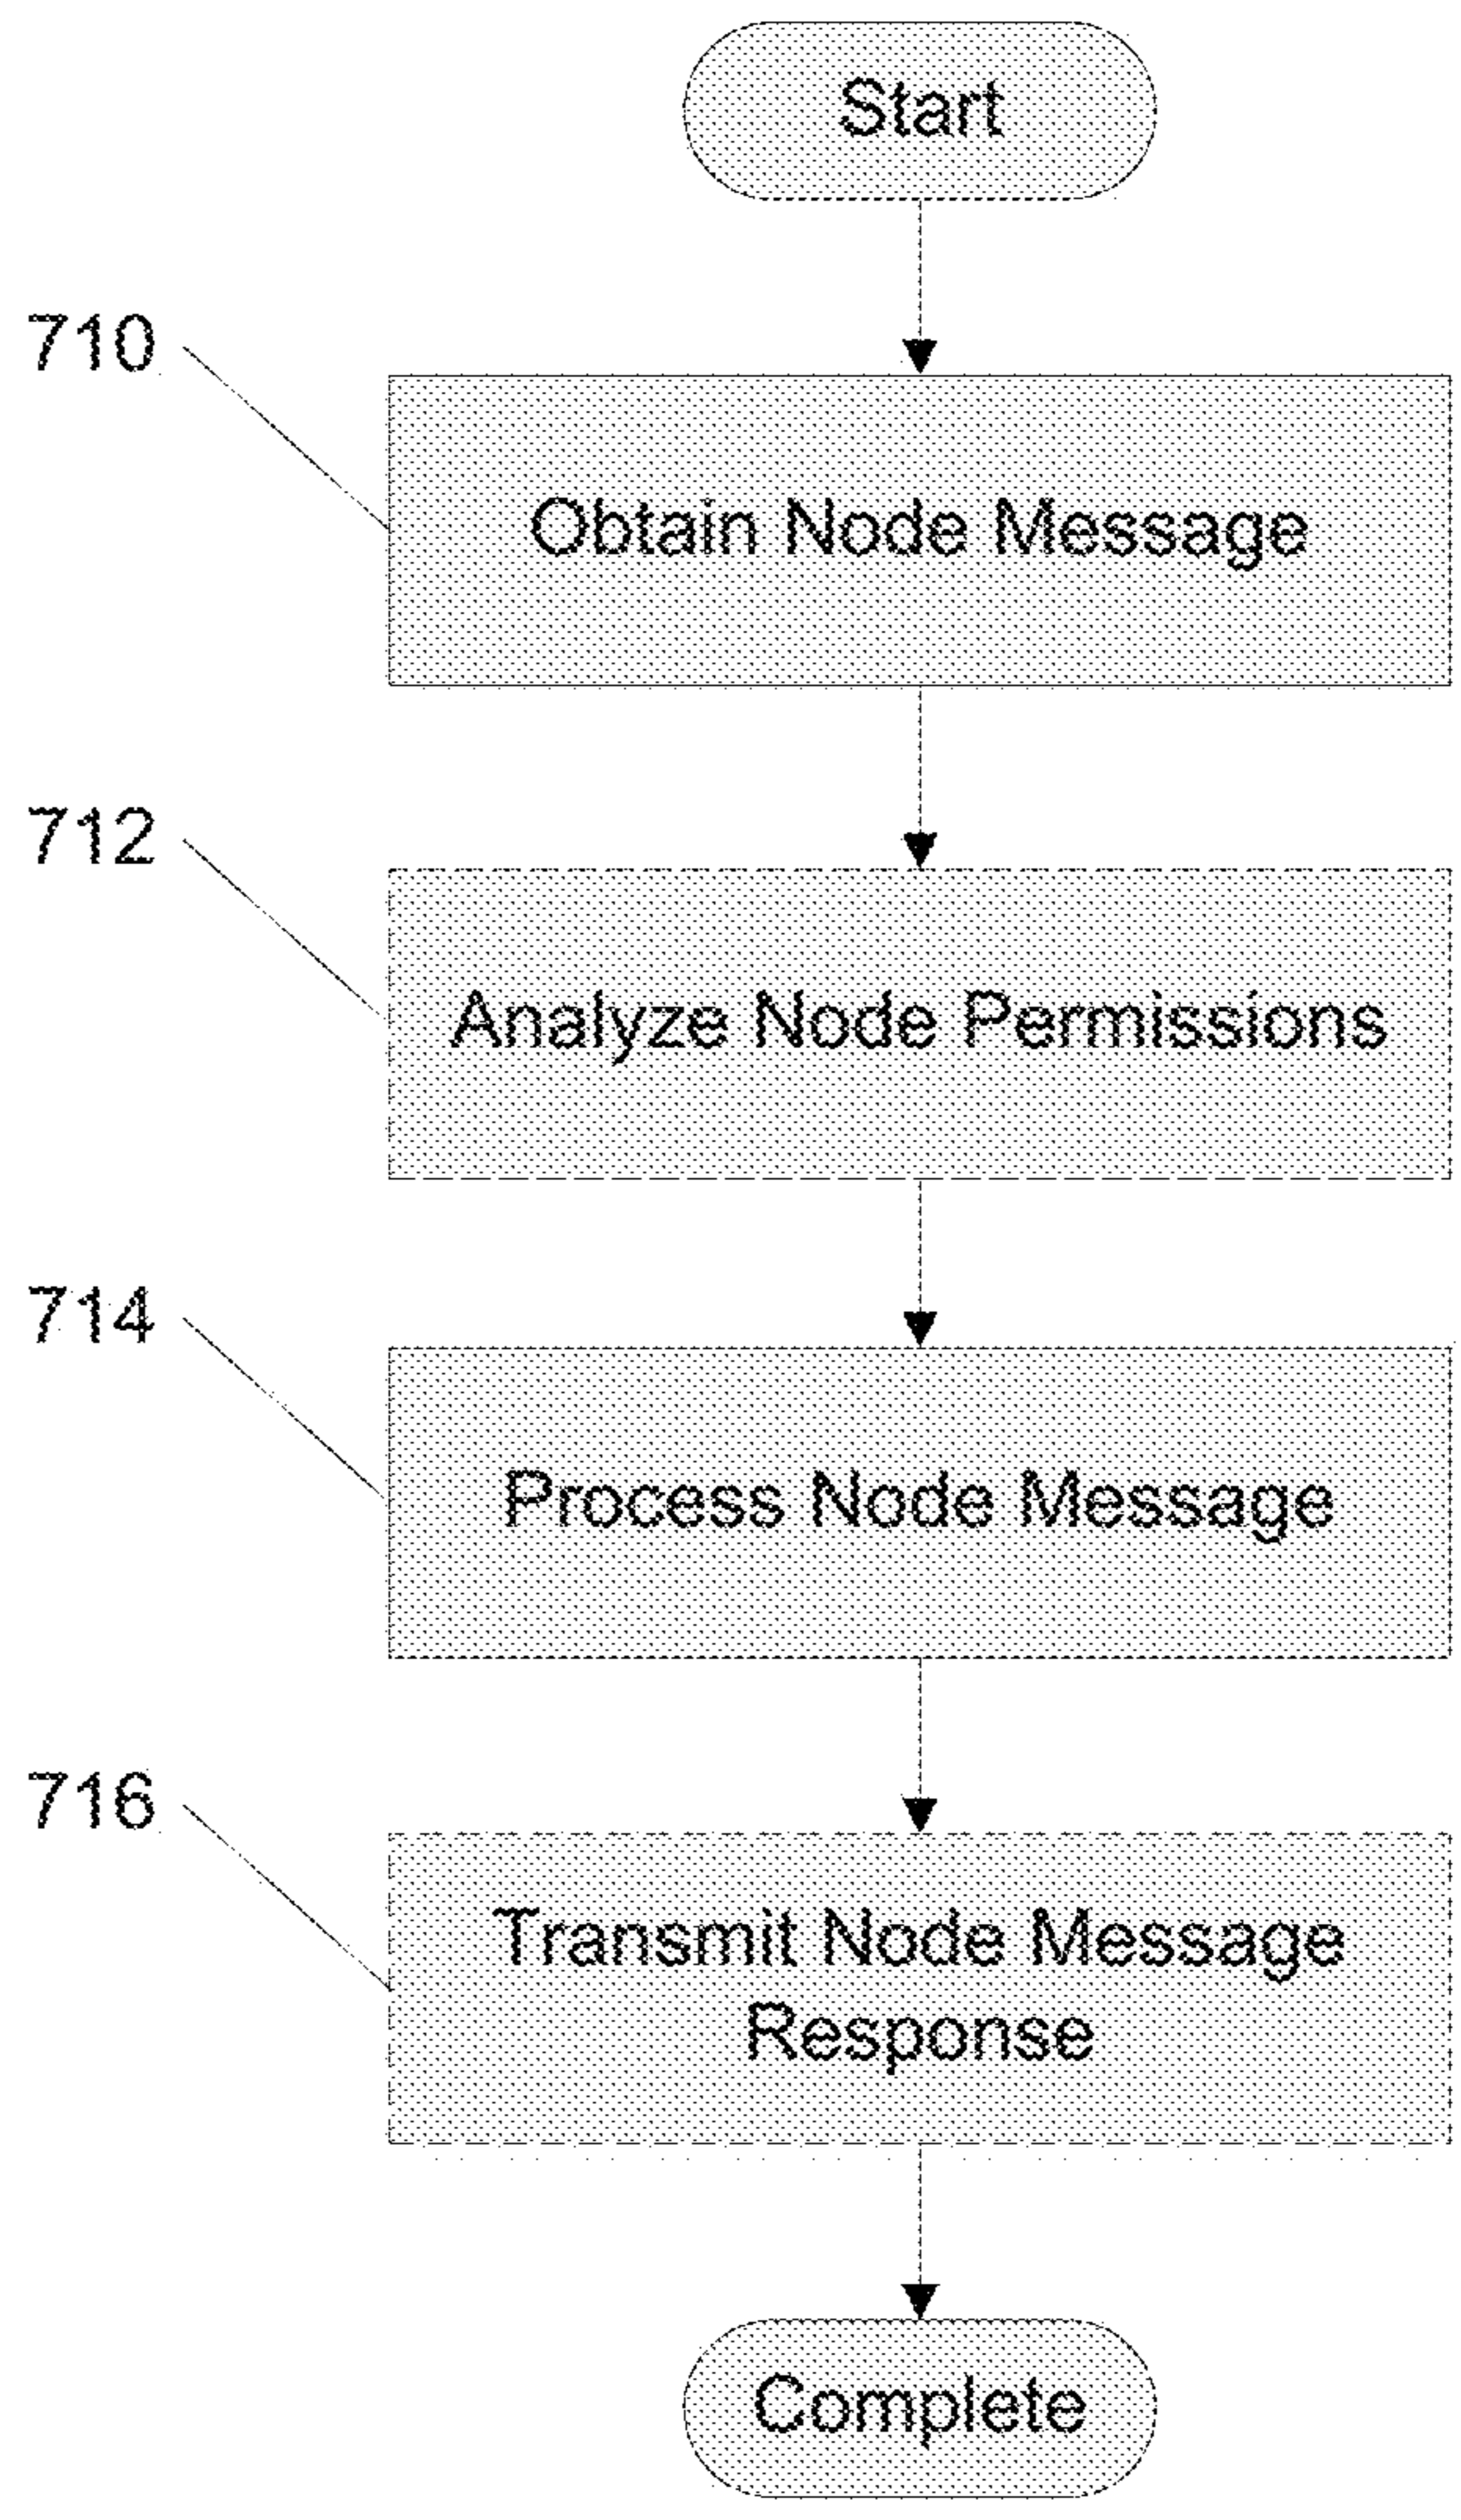 Start
710
Obtain Node Message
712
Analyze Node Permissions
714
Process Node Message
716
Transmit Node Message
Response
Complete